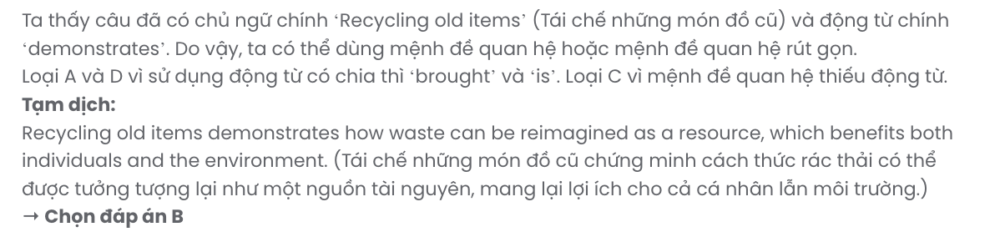 Ta thấy câu đã có chủ ngữ chính ‘Recycling old items’ (Tái chế những món đồ cũ) và động từ chính
‘demonstrates’. Do vậy, ta có thể dùng mệnh đề quan hệ hoặc mệnh đề quan hệ rút gọn.
Loại A và D vì sử dụng động từ có chia thì ‘brought’ và ‘is’. Loại C vì mệnh đề quan hệ thiếu động từ.
Tạm dịch:
Recycling old items demonstrates how waste can be reimagined as a resource, which benefits both
individuals and the environment. (Tái chế những món đồ cũ chứng minh cách thức rác thải có thể
được tưởng tượng lại như một nguồn tài nguyên, mang lại lợi ích cho cả cá nhân lẫn môi trường.)
→ Chọn đáp án B